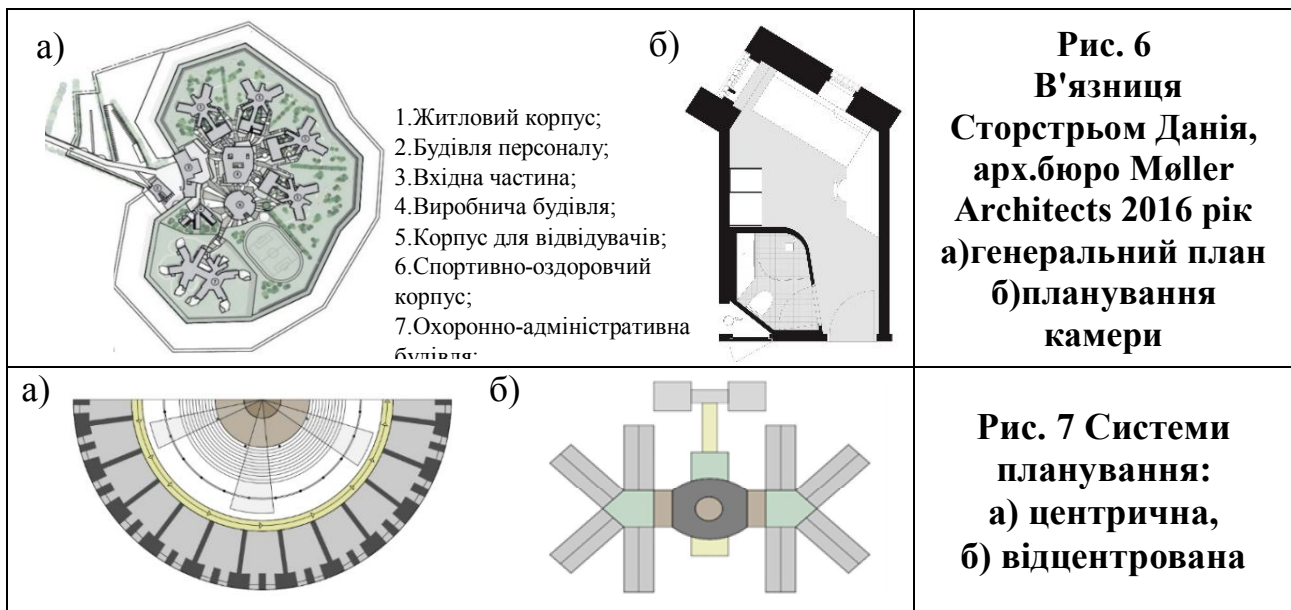 а)
б)
1.Житловий корпус;
2.Будівля персоналу;
3.Вхідна частина;
4.Виробнича будівля;
5.Корпус для відвідувачів;
6.Спортивно-оздоровчий
корпус;
7.Охоронно-адміністративна
будівля;
Рис. 6
В'язниця
Сторстрьом Данія,
арх.бюро Møller
Architects 2016 рік
а)генеральний план
б)планування
камери
а)
б)
Рис. 7 Системи
планування:
а) центрична,
б) відцентрована